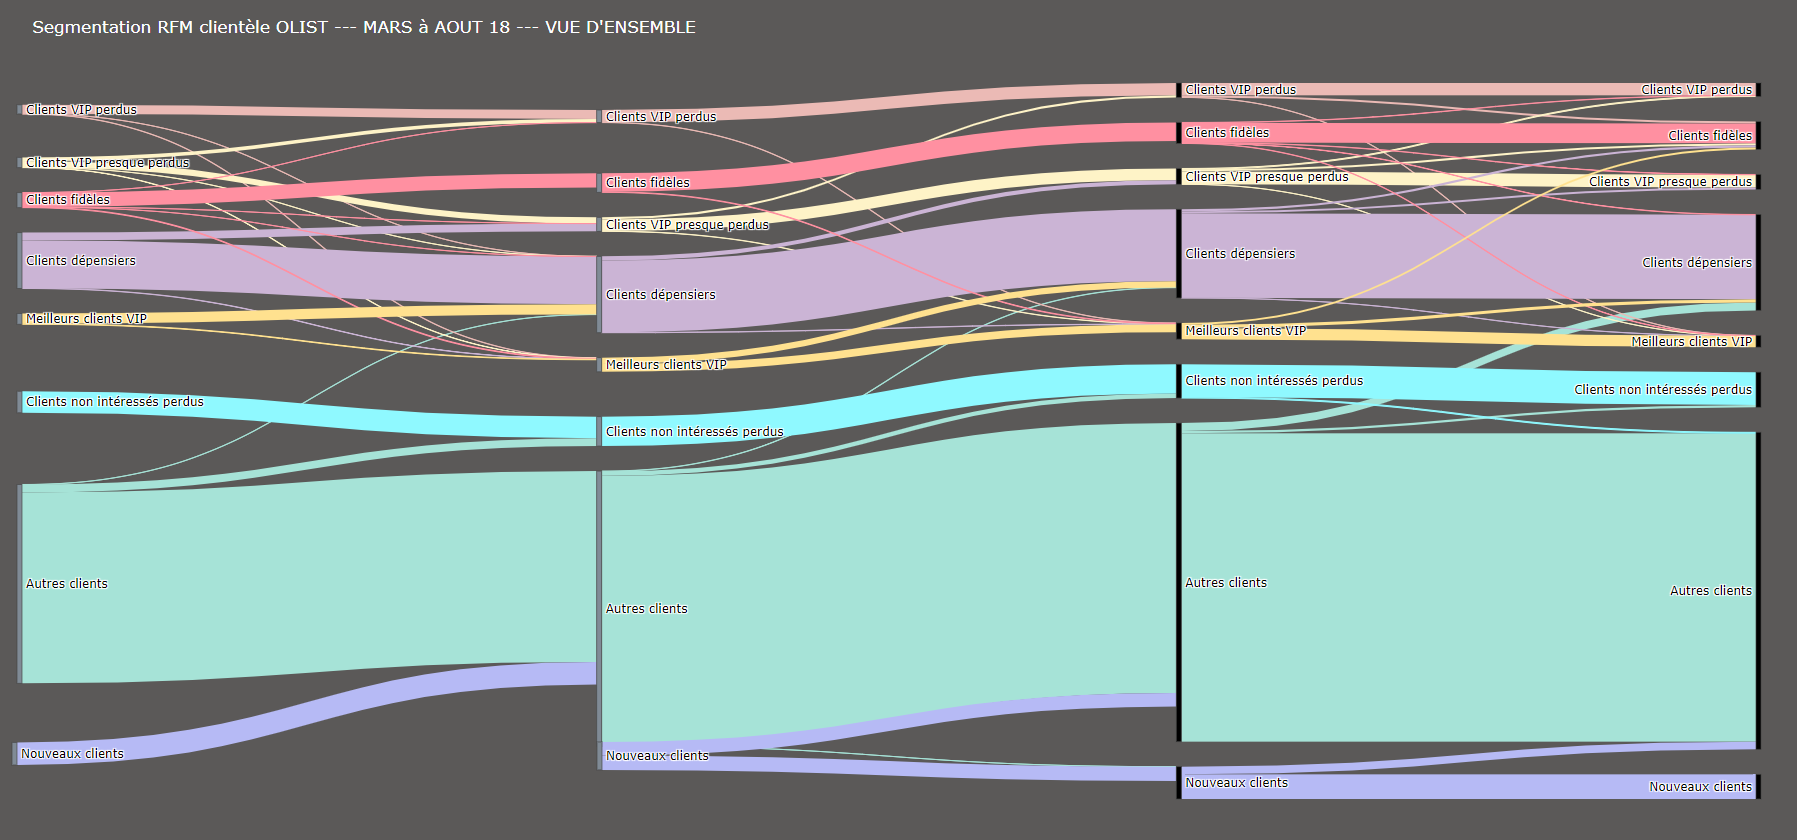 Segmentation RFM clientèle OLIST --- MARS à AOUT 18 --- VUE D'ENSEMBLE
Clients VIP perdus
Clients VIP presque perdus
Clients fidèles
Clients dépensiers
Meilleurs clients VIP
Clients non intéressés perdus
Autres clients
Nouveaux clients
Clients VIP perdus
Clients fidèles
Clients VIP presque perdus
Clients dépensiers
Meilleurs clients VIP
Clients non intéressés perdus
Autres clients
Nouveaux clients
Clients VIP perdus
Clients fidèles
Clients VIP presque perdus
Clients dépensiers
Meilleurs clients VIP
Clients non intéressés perdus
Autres clients
Nouveaux clients
Clients VIP perdus
Clients fidèles
Clients VIP presque perdus
Clients dépensiers
Meilleurs clients VIP
Clients non intéressés perdus
Autres clients
Nouveaux clients